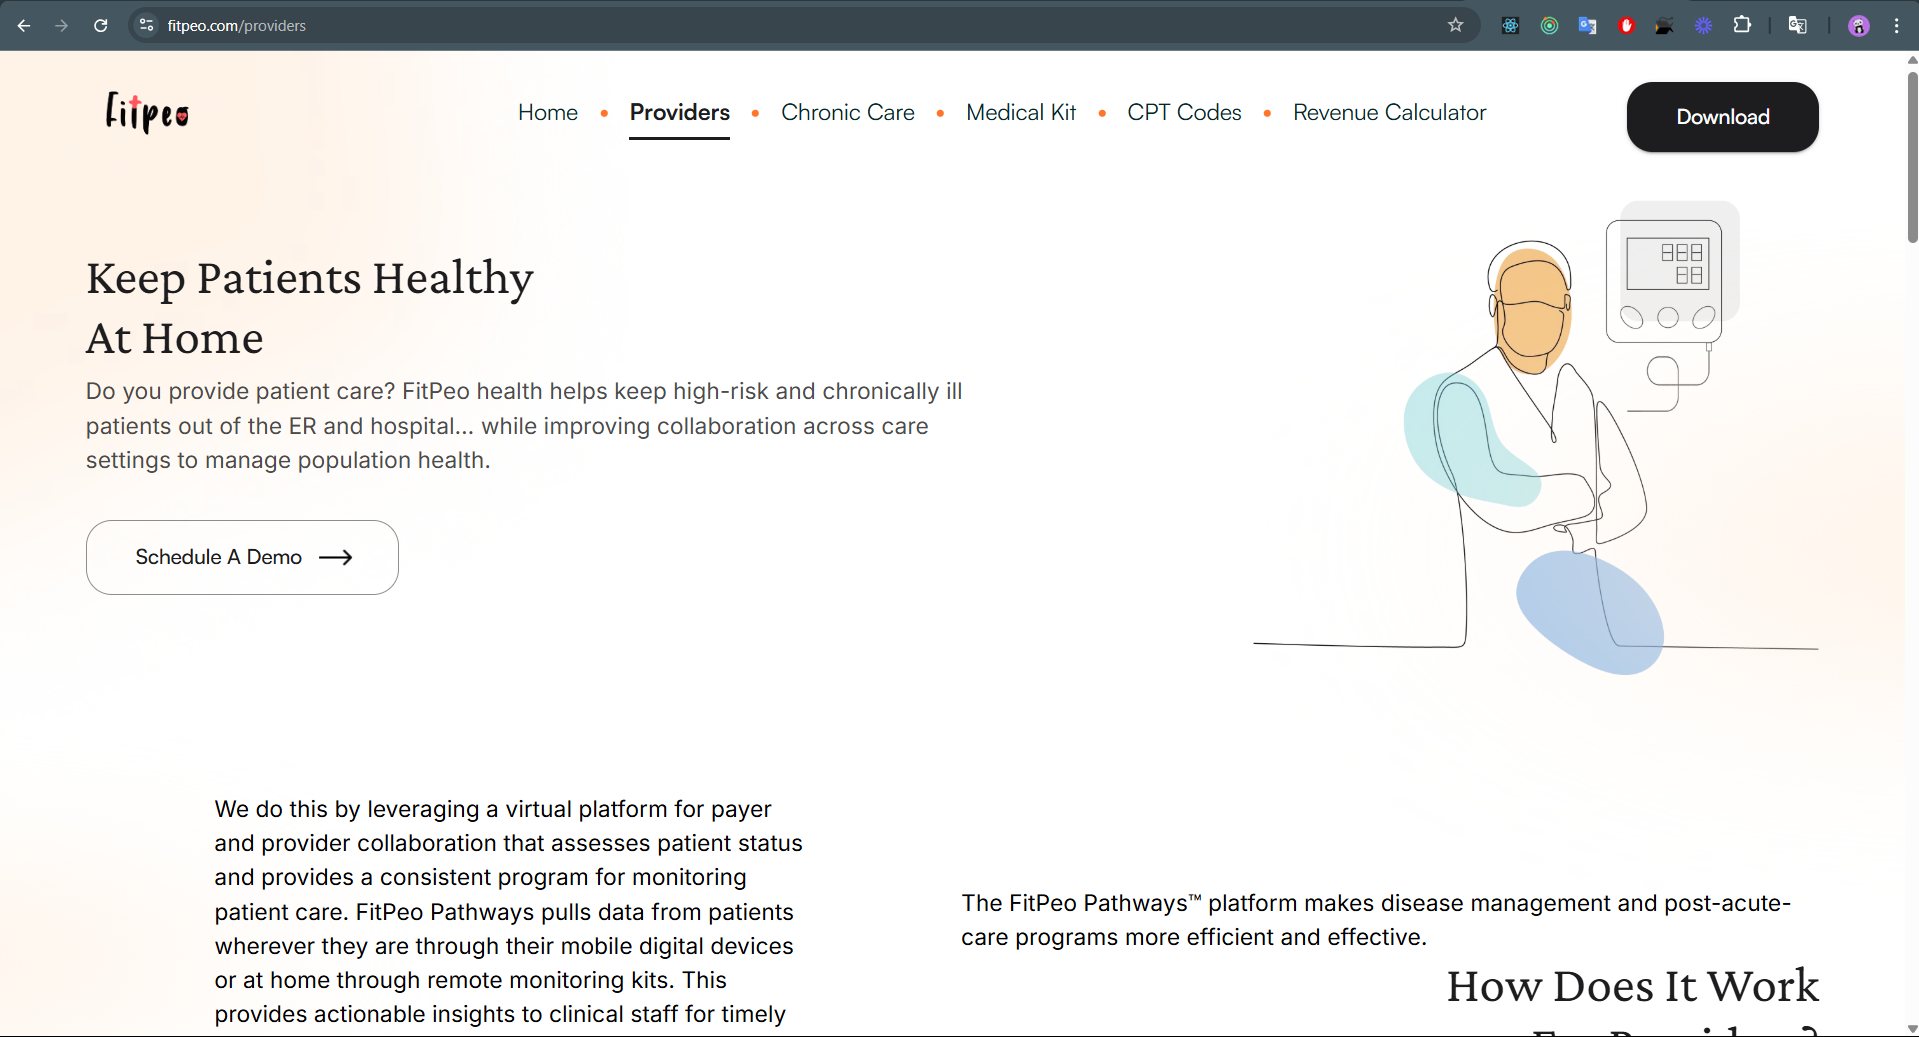 fitpeo.com/providers
Fitpeo
Home
Providers
Chronic Care
Medical Kit
CPT Codes
Revenue Calculator
Download
Keep Patients Healthy
At Home
Do you provide patient care? FitPeo health helps keep high-risk and chronically ill
patients out of the ER and hospital... while improving collaboration across care
settings to manage population health.
Schedule A Demo
We do this by leveraging a virtual platform for payer
and provider collaboration that assesses patient status
and provides a consistent program for monitoring
patient care. FitPeo Pathways pulls data from patients
wherever they are through their mobile digital devices
or at home through remote monitoring kits. This
provides actionable insights to clinical staff for timely
The FitPeo Pathways™ platform makes disease management and post-acute-
care programs more efficient and effective.
How Does It Work